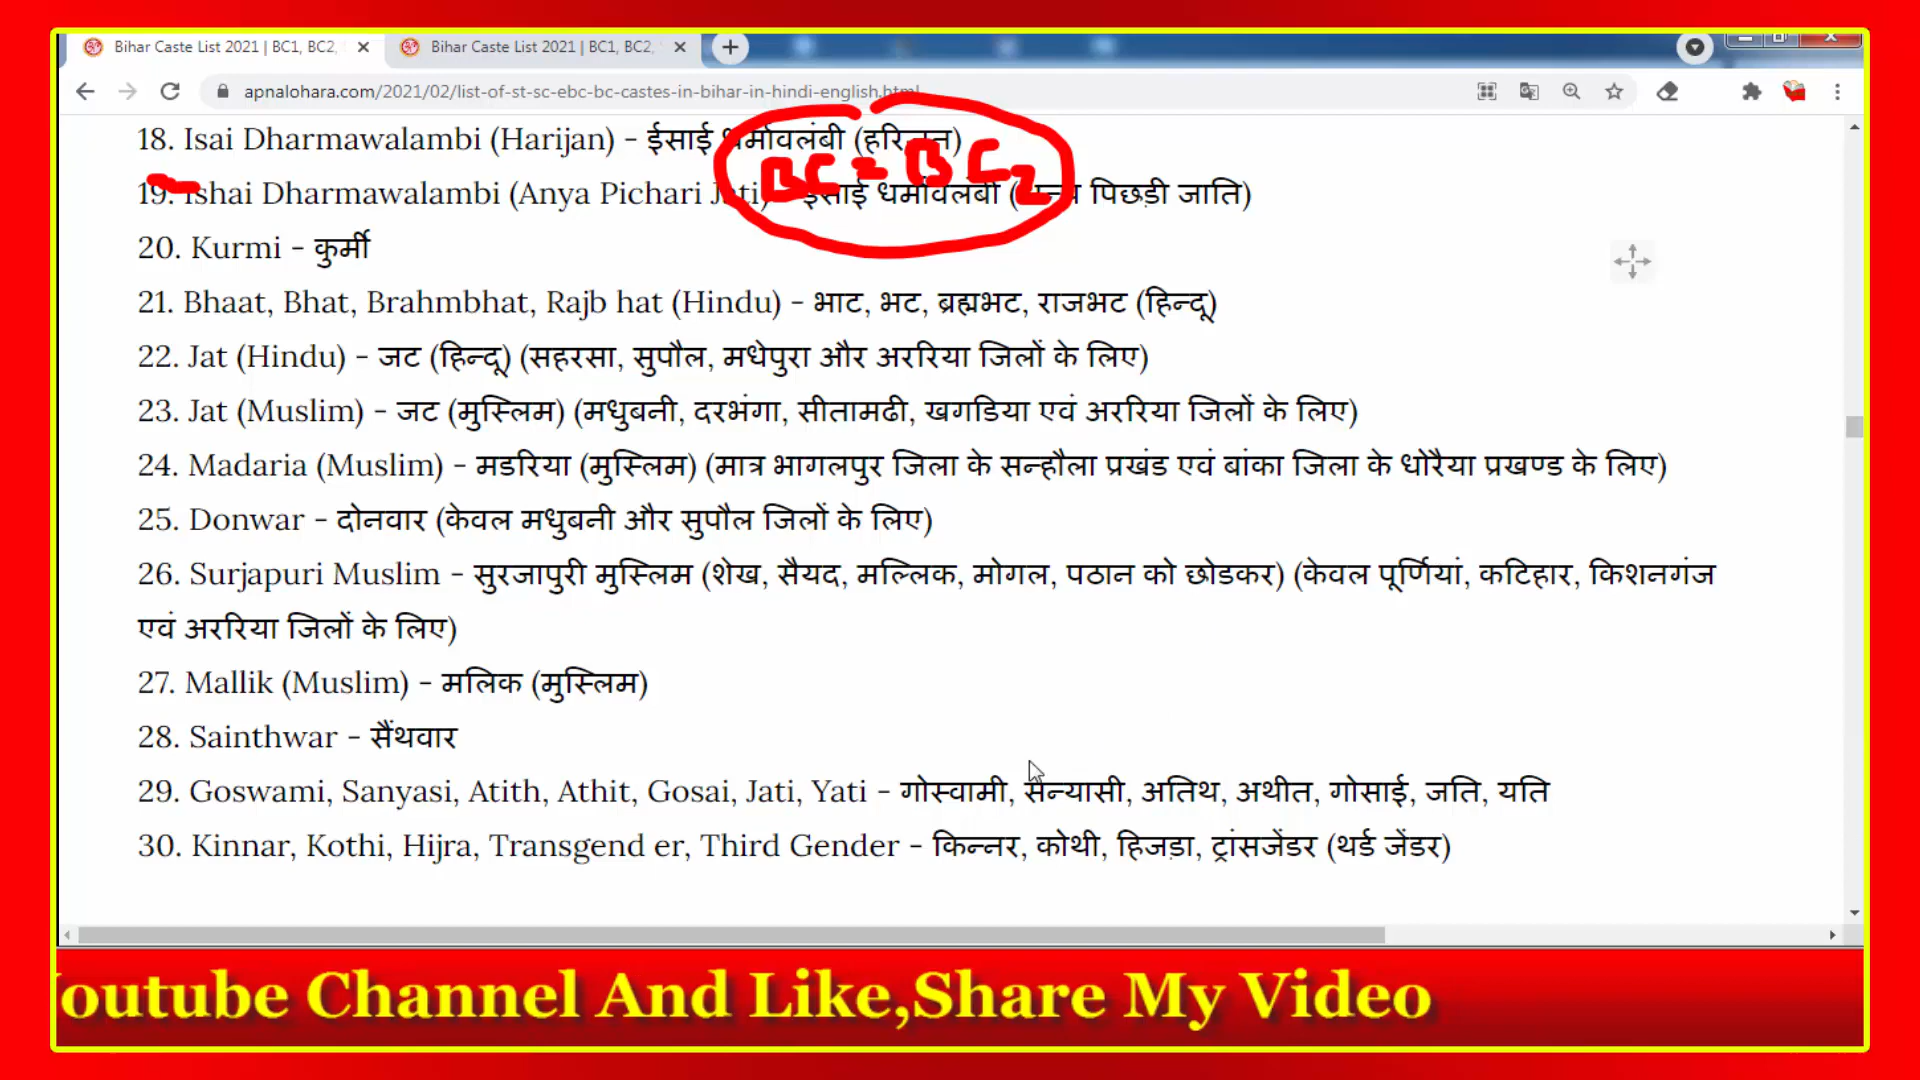 Bihar Caste List 2021 | BC1, BC2, Bihar Caste List 2021 | BC1, BC2,
apnalohara.com/2021/02/list-of-st-sc-ebc-bc-castes-in-bihar-in-hindi-english.html
18. Isai Dharmawalambi (Harijan) - ईसाई धर्मावलंबी (हरिजन)
BC = BC2
19. Ishai Dharmawalambi (Anya Pichari Jati) - ईसाई धर्मावलंबी (अन्य पिछड़ी जाति)
20. Kurmi - कुर्मी
21. Bhaat, Bhat, Brahmbhat, Rajb hat (Hindu) - भाट, भट, ब्रह्मभट, राजभट (हिन्दू)
22. Jat (Hindu) - जट (हिन्दू) (सहरसा, सुपौल, मधेपुरा और अररिया जिलों के लिए)
23. Jat (Muslim) - जट (मुस्लिम) (मधुबनी, दरभंगा, सीतामढी, खगडिया एवं अररिया जिलों के लिए)
24. Madaria (Muslim) - मडरिया (मुस्लिम) (मात्र भागलपुर जिला के सन्हौला प्रखंड एवं बांका जिला के धोरैया प्रखण्ड के लिए)
25. Donwar - दोनवार (केवल मधुबनी और सुपौल जिलों के लिए)
26. Surjapuri Muslim - सुरजापुरी मुस्लिम (शेख, सैयद, मल्लिक, मोगल, पठान को छोडकर) (केवल पूर्णियां, कटिहार, किशनगंज
एवं अररिया जिलों के लिए)
27. Mallik (Muslim) - मलिक (मुस्लिम)
28. Sainthwar - सैंथवार
29. Goswami, Sanyasi, Atith, Athit, Gosai, Jati, Yati - गोस्वामी, सन्यासी, अतिथ, अथीत, गोसाई, जति, यति
30. Kinnar, Kothi, Hijra, Transgend er, Third Gender - किन्नर, कोथी, हिजड़ा, ट्रांसजेंडर (थर्ड जेंडर)
outube Channel And Like,Share My Video